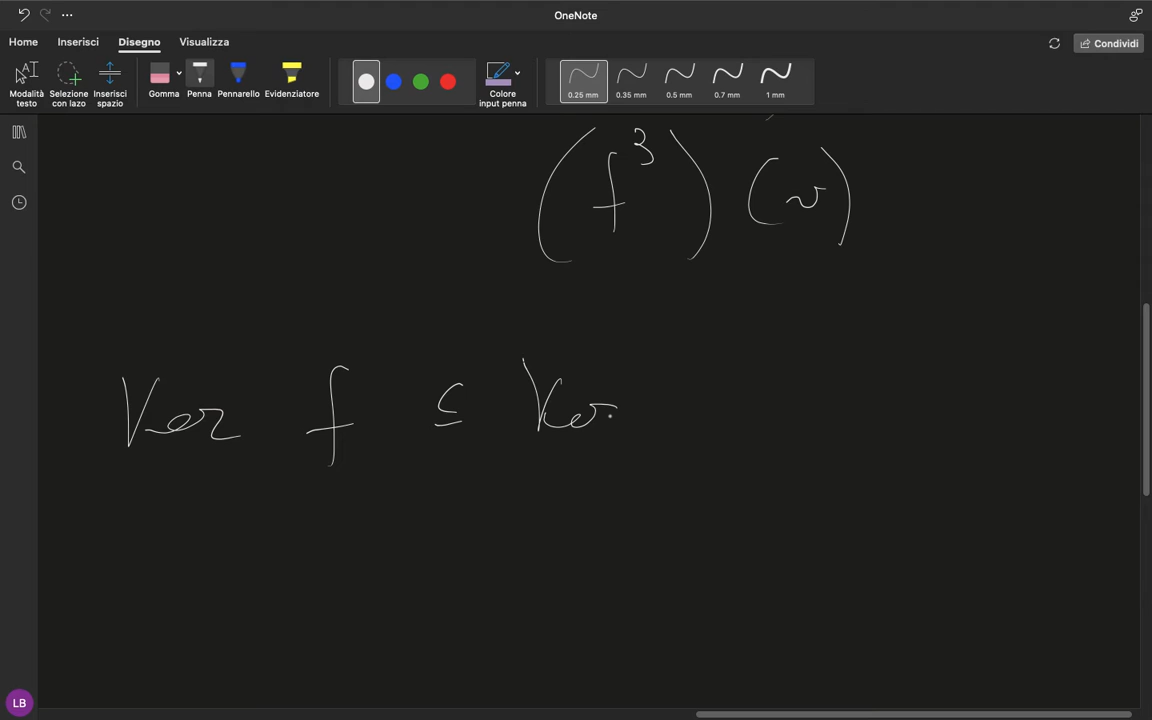 OneNote
Home Inserisci Disegno Visualizza
Condividi
Modalità testo
Selezione con lazo
Inserisci spazio
Gomma
Penna
Pennarello
Evidenziatore
Colore input penna
0.25 mm
0.35 mm
0.5 mm
0.7 mm
1 mm
(f³) (v)
Ker f ⊆ Ker
LB